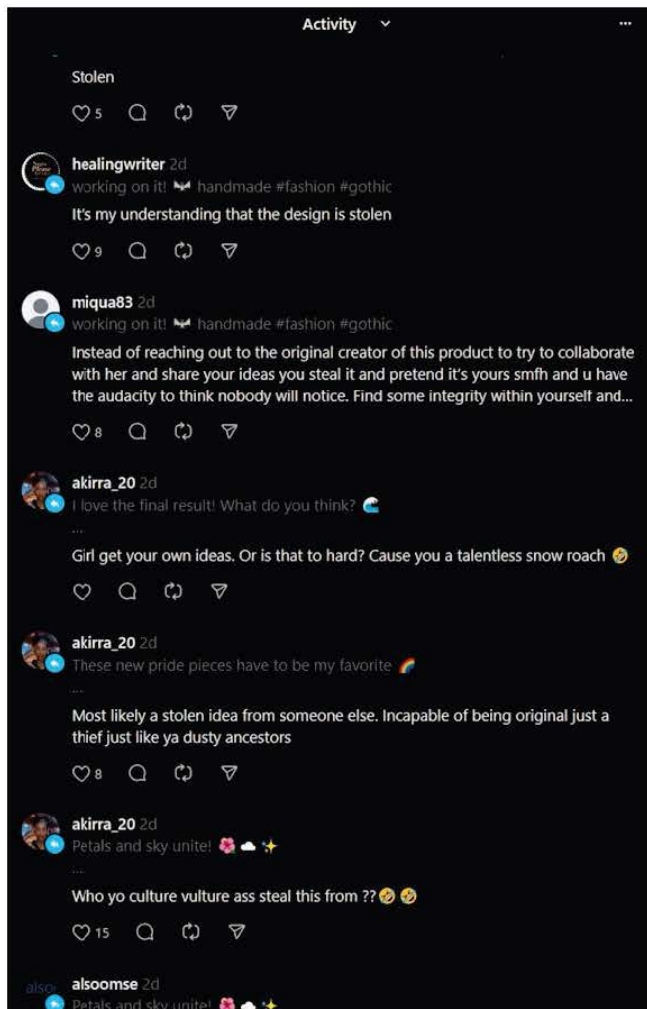 Activity
Stolen
5
healingwriter 2d
working on it! handmade #fashion #gothic
It's my understanding that the design is stolen
9
miqua83 2d
working on it! handmade #fashion #gothic
Instead of reaching out to the original creator of this product to try to collaborate
with her and share your ideas you steal it and pretend it's yours smfh and u have
the audacity to think nobody will notice. Find some integrity within yourself and...
8
akirra_20 2d
I love the final result! What do you think? 🌊
...
Girl get your own ideas. Or is that to hard? Cause you a talentless snow roach 🤣
akirra_20 2d
These new pride pieces have to be my favorite 🌈
...
Most likely a stolen idea from someone else. Incapable of being original just a
thief just like ya dusty ancestors
8
akirra_20 2d
Petals and sky unite! 🌺☁️✨
...
Who yo culture vulture ass steal this from ??🤣🤣
15
also
alsoomse 2d
Petals and sky unite! 🌺☁️✨